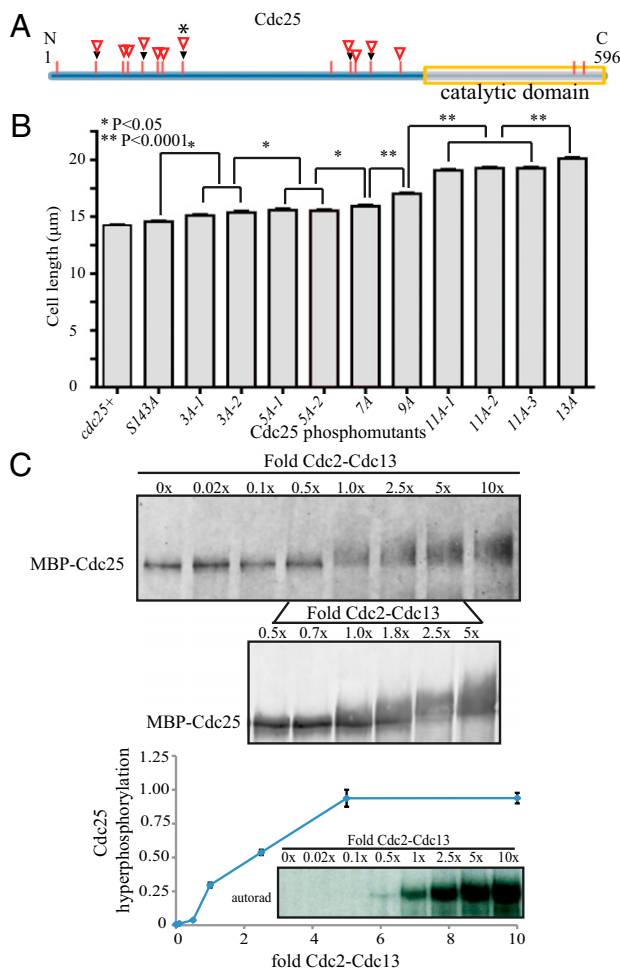 A
N
Cdc25
C
*
1
596
catalytic domain
B
* P<0.05
** P<0.0001
* * * ** ** **
Cell length (µm)
20
15
10
5
0
cdc25+ S143A 3A-1 3A-2 5A-1 5A-2 7A 9A 11A-1 11A-2 11A-3 13A
Cdc25 phosphomutants
C
Fold Cdc2-Cdc13
0x 0.02x 0.1x 0.5x 1.0x 2.5x 5x 10x
MBP-Cdc25
Fold Cdc2-Cdc13
0.5x 0.7x 1.0x 1.8x 2.5x 5x
MBP-Cdc25
Cdc25
hyperphosphorylation
1.00
0.75
0.50
0.25
0
Fold Cdc2-Cdc13
0x 0.02x 0.1x 0.5x 1x 2.5x 5x 10x
autorad
0 2 4 6 8 10
fold Cdc2-Cdc13